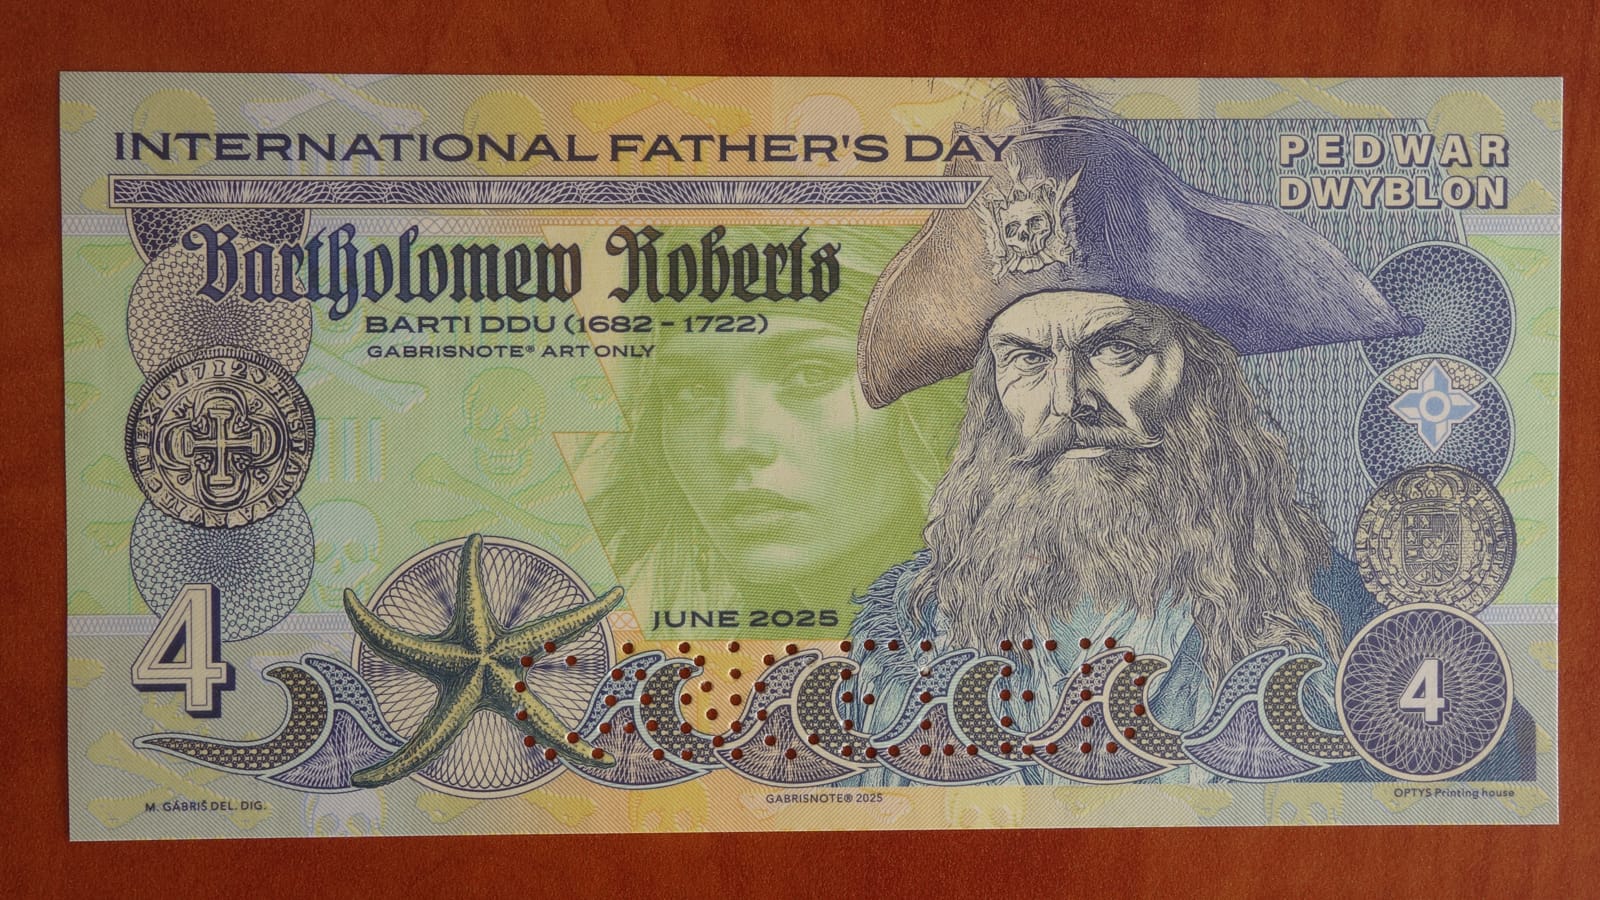 INTERNATIONAL FATHER'S DAY
PEDWAR
DWYBLON
Bartholomew Roberts
BARTI DDU (1682 – 1722)
GABRISNOTE® ART ONLY
1712
JUNE 2025
4
4
M. GÁBRIŠ DEL. DIG.
GABRISNOTE® 2025
OPTYS Printing house